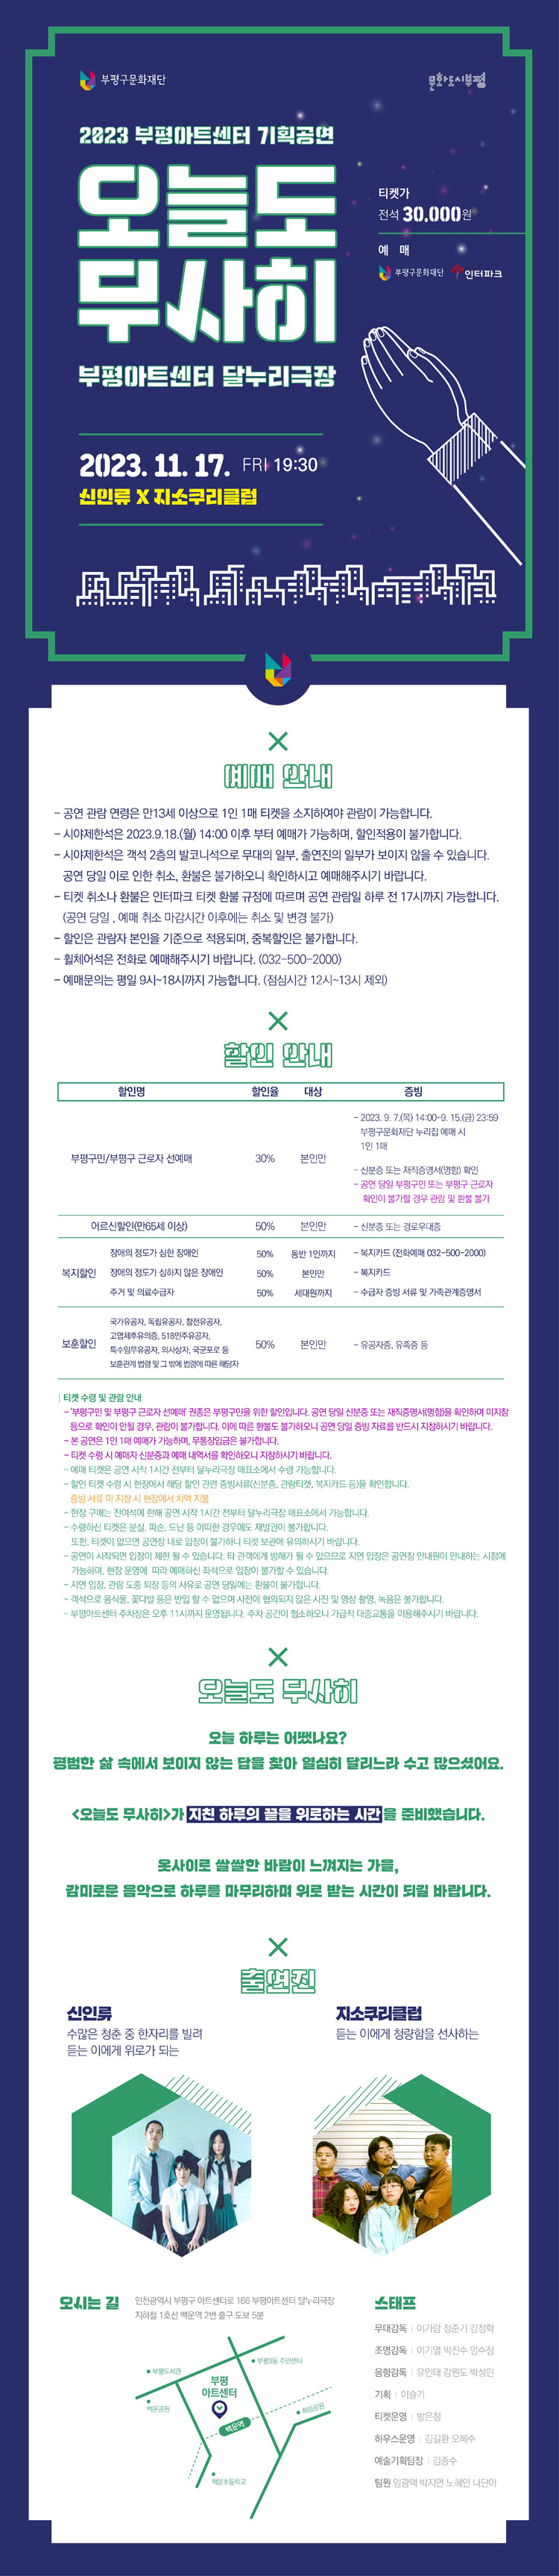 부평구문화재단
문화도시부평
2023 부평아트센터 기획공연
오늘도
무사히
부평아트센터 달누리극장
티켓가
전석 30,000원
예 매
부평구문화재단 인터파크
2023. 11. 17. FRI 19:30
신인류 X 지소쿠리클럽
예매 안내
- 공연 관람 연령은 만13세 이상으로 1인 1매 티켓을 소지하여야 관람이 가능합니다.
- 시야제한석은 2023.9.18.(월) 14:00 이후 부터 예매가 가능하며, 할인적용이 불가합니다.
- 시야제한석은 객석 2층의 발코니석으로 무대의 일부, 출연진의 일부가 보이지 않을 수 있습니다.
공연 당일 이로 인한 취소, 환불은 불가하오니 확인하시고 예매해주시기 바랍니다.
- 티켓 취소나 환불은 인터파크 티켓 환불 규정에 따르며 공연 관람일 하루 전 17시까지 가능합니다.
(공연 당일 , 예매 취소 마감시간 이후에는 취소 및 변경 불가)
- 할인은 관람자 본인을 기준으로 적용되며, 중복할인은 불가합니다.
- 휠체어석은 전화로 예매해주시기 바랍니다. (032-500-2000)
- 예매문의는 평일 9시~18시까지 가능합니다. (점심시간 12시~13시 제외)
할인 안내
할인명 할인율 대상 증빙
부평구민/부평구 근로자 선예매 30% 본인만
- 2023. 9. 7.(목) 14:00~9. 15.(금) 23:59
부평구문화재단 누리집 예매 시
1인 1매
- 신분증 또는 재직증명서(명함) 확인
- 공연 당일 부평구민 또는 부평구 근로자
확인이 불가할 경우 관람 및 환불 불가
어르신할인(만65세 이상) 50% 본인만 - 신분증 또는 경로우대증
복지할인
장애의 정도가 심한 장애인 50% 동반 1인까지 - 복지카드 (전화예매 032-500-2000)
장애의 정도가 심하지 않은 장애인 50% 본인만 - 복지카드
주거 및 의료수급자 50% 세대원까지 - 수급자 증빙 서류 및 가족관계증명서
보훈할인
국가유공자, 독립유공자, 참전유공자,
고엽제후유의증, 518민주유공자,
특수임무유공자, 의사상자, 국군포로 등
보훈관계 법령 및 그 밖에 법령에 따른 해당자
50% 본인만 - 유공자증, 유족증 등
| 티켓 수령 및 관람 안내
- '부평구민 및 부평구 근로자 선예매' 권종은 부평구민을 위한 할인입니다. 공연 당일 신분증 또는 재직증명서(명함)을 확인하며 미지참
등으로 확인이 안될 경우, 관람이 불가합니다. 이에 따른 환불도 불가하오니 공연 당일 증빙 자료를 반드시 지참하시기 바랍니다.
- 본 공연은 1인 1매 예매가 가능하며, 무통장입금은 불가합니다.
- 티켓 수령 시 예매자 신분증과 예매 내역서를 확인하오니 지참하시기 바랍니다.
- 예매 티켓은 공연 시작 1시간 전부터 달누리극장 매표소에서 수령 가능합니다.
- 할인 티켓 수령 시 현장에서 해당 할인 관련 증빙서류(신분증, 관람티켓, 복지카드 등)을 확인합니다.
증빙 서류 미 지참 시 현장에서 차액 지불
- 현장 구매는 잔여석에 한해 공연 시작 1시간 전부터 달누리극장 매표소에서 가능합니다.
- 수령하신 티켓은 분실, 파손, 도난 등 어떠한 경우에도 재발권이 불가합니다.
또한, 티켓이 없으면 공연장 내로 입장이 불가하니 티켓 보관에 유의하시기 바랍니다.
- 공연이 시작되면 입장이 제한 될 수 있습니다. 타 관객에게 방해가 될 수 있으므로 지연 입장은 공연장 안내원이 안내하는 시점에
가능하며, 현장 운영에 따라 예매하신 좌석으로 입장이 불가할 수 있습니다.
- 지연 입장, 관람 도중 퇴장 등의 사유로 공연 당일에는 환불이 불가합니다.
- 객석으로 음식물, 꽃다발 등은 반입 할 수 없으며 사전에 협의되지 않은 사진 및 영상 촬영, 녹음은 불가합니다.
- 부평아트센터 주차장은 오후 11시까지 운영됩니다. 주차 공간이 협소하오니 가급적 대중교통을 이용해주시기 바랍니다.
오늘도 무사히
오늘 하루는 어땠나요?
평범한 삶 속에서 보이지 않는 답을 찾아 열심히 달리느라 수고 많으셨어요.
<오늘도 무사히>가 지친 하루의 끝을 위로하는 시간을 준비했습니다.
옷사이로 쌀쌀한 바람이 느껴지는 가을,
감미로운 음악으로 하루를 마무리하며 위로 받는 시간이 되길 바랍니다.
출연진
신인류
수많은 청춘 중 한자리를 빌려
듣는 이에게 위로가 되는
지소쿠리클럽
듣는 이에게 청량함을 선사하는
오시는 길
인천광역시 부평구 아트센터로 166 부평아트센터 달누리극장
지하철 1호선 백운역 2번 출구 도보 5분
부평도서관
부평3동 주민센터
부평
아트센터
백운공원
백운역
희망공원
백운초등학교
스태프
무대감독 | 이가람 정준기 김정학
조명감독 | 이기열 박진수 임수정
음향감독 | 유인태 강원도 박성민
기획 | 이슬기
티켓운영 | 방은정
하우스운영 | 김길환 오혜수
예술기획팀장 | 김종수
팀원 임광택 박지연 노혜민 나단아